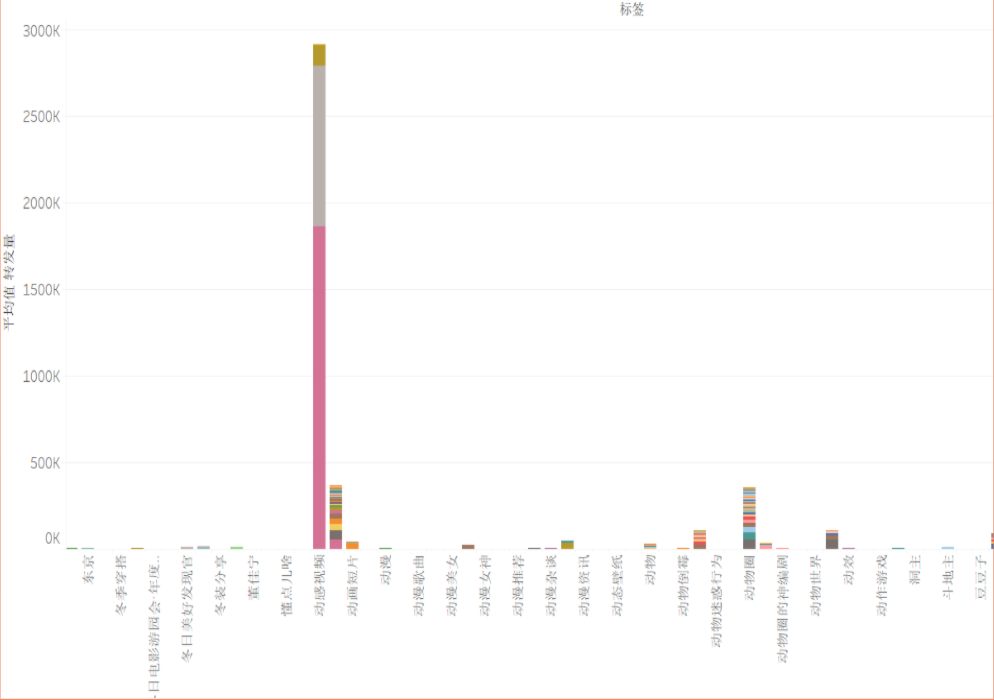 标签
3000K
2500K
2000K
1500K
1000K
500K
0K
平均值 转发量
东京
冬季穿搭
日电影游园会·年度..
冬日美好发现官
冬装分享
董佳宁
懂点儿啥
动感视频
动画短片
动漫
动漫歌曲
动漫美女
动漫女神
动漫推荐
动漫杂谈
动漫资讯
动态壁纸
动物
动物倒霉
动物迷惑行为
动物圈
动物圈的神编剧
动物世界
动效
动作游戏
洞主
斗地主
豆豆子